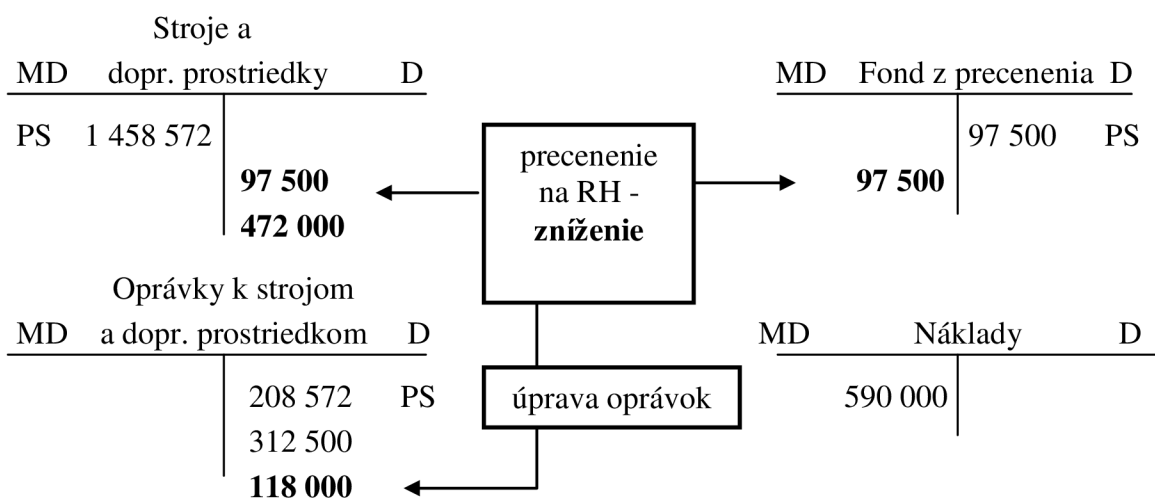 Stroje a
MD dopr. prostriedky D
PS 1 458 572
97 500
472 000
MD Fond z precenenia D
97 500 PS
97 500
precenenie
na RH -
zníženie
Oprávky k strojom
MD a dopr. prostriedkom D
208 572 PS
312 500
118 000
úprava oprávok
MD Náklady D
590 000